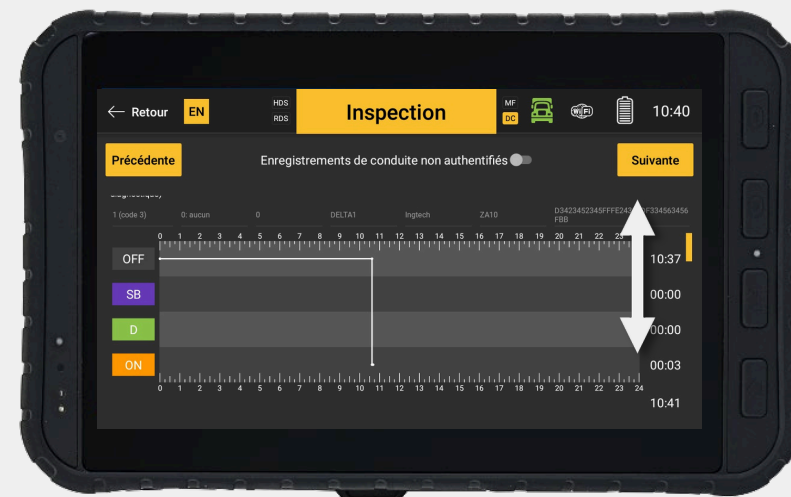 ← Retour EN HDS RDS Inspection MF DC WiFi 10:40
Précédente Enregistrements de conduite non authentifiés Suivante
1 (code 3) 0: aucun 0 DELTA1 Ingtech ZA10
FBB
0 1 2 3 4 5 6 7 8 9 10 11 12 13 14 15 16 17 18 19 20 21 22 23
OFF 10:37
SB 00:00
D 00:00
ON 00:03
0 1 2 3 4 5 6 7 8 9 10 11 12 13 14 15 16 17 18 19 20 21 22 23 24
10:41